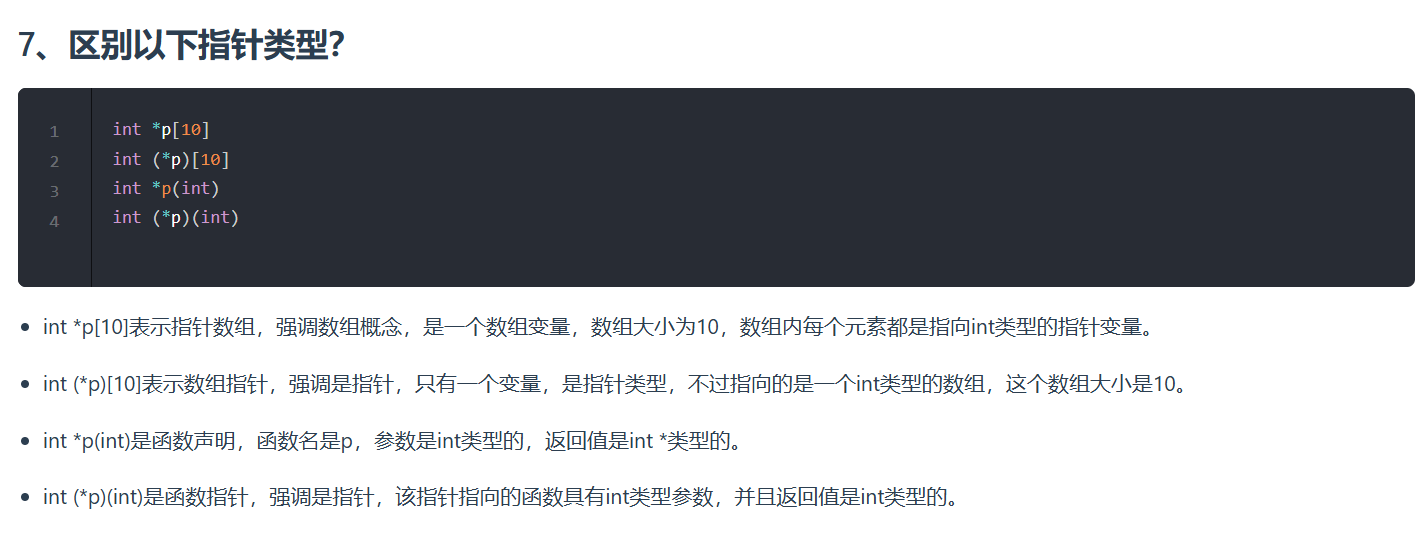 7、区别以下指针类型?
1 int *p[10]
2 int (*p)[10]
3 int *p(int)
4 int (*p)(int)
• int *p[10]表示指针数组，强调数组概念，是一个数组变量，数组大小为10，数组内每个元素都是指向int类型的指针变量。
• int (*p)[10]表示数组指针，强调是指针，只有一个变量，是指针类型，不过指向的是一个int类型的数组，这个数组大小是10。
• int *p(int)是函数声明，函数名是p，参数是int类型的，返回值是int *类型的。
• int (*p)(int)是函数指针，强调是指针，该指针指向的函数具有int类型参数，并且返回值是int类型的。